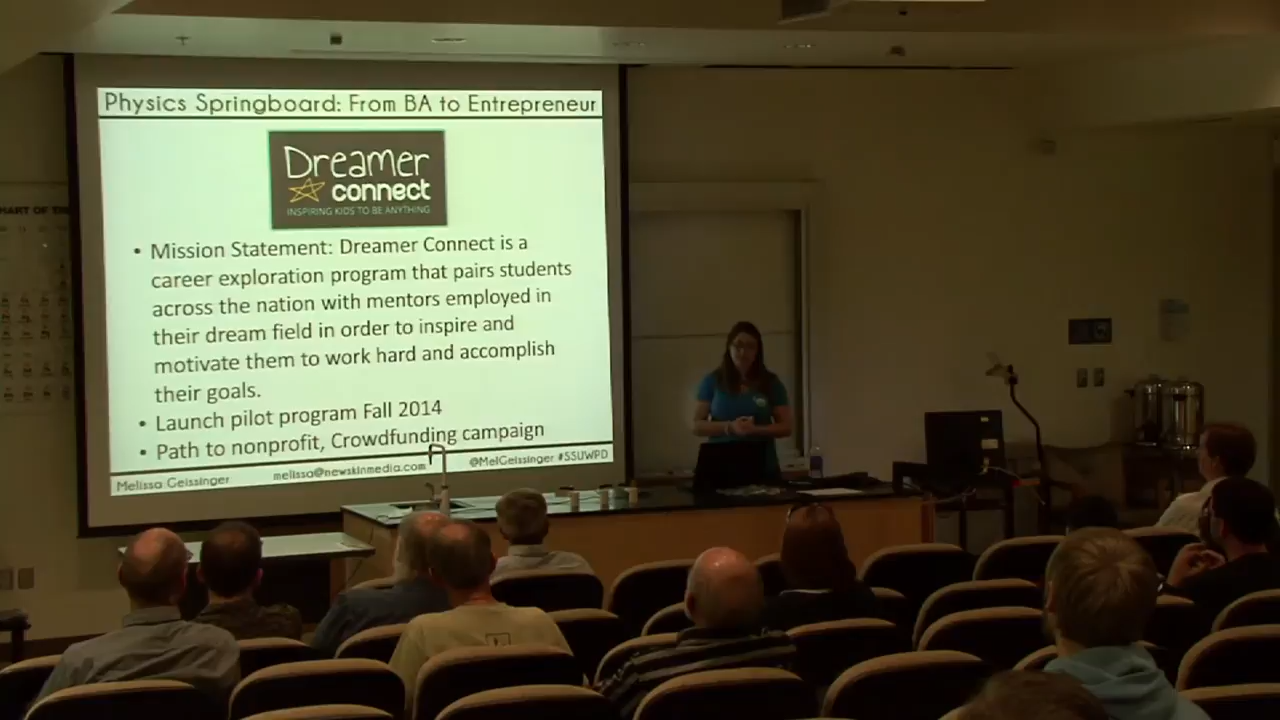 Physics Springboard: From BA to Entrepreneur
Dreamer
connect
INSPIRING KIDS TO BE ANYTHING
• Mission Statement: Dreamer Connect is a
career exploration program that pairs students
across the nation with mentors employed in
their dream field in order to inspire and
motivate them to work hard and accomplish
their goals.
• Launch pilot program Fall 2014
• Path to nonprofit, Crowdfunding campaign
Melissa Geissinger
melissa@newskinmedia.com
@MelGeissinger #SSUWPD
HART OF